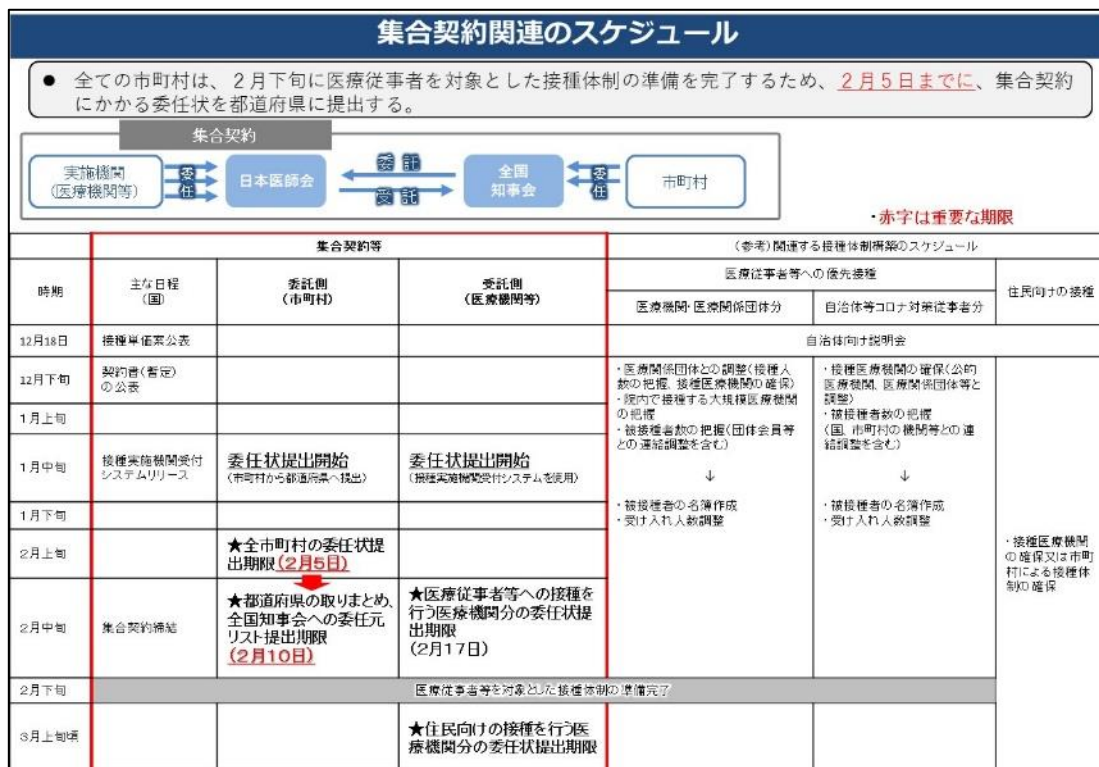 集合契約関連のスケジュール
● 全ての市町村は、２月下旬に医療従事者を対象とした接種体制の準備を完了するため、２月５日までに、集合契約
にかかる委任状を都道府県に提出する。
集合契約
実施機関
(医療機関等)
委任
日本医師会
委託
受託
全国
知事会
委任
市町村
・赤字は重要な期限
時期
集合契約等
(参考)関連する接種体制構築のスケジュール
主な日程
(国)
委託側
(市町村)
受託側
(医療機関等)
医療従事者等への優先接種
住民向けの接種
医療機関・医療関係団体分
自治体等コロナ対策従事者分
12月18日
接種単価案公表
自治体向け説明会
12月下旬
契約書(暫定)
の公表
・医療関係団体との調整(接種人
数の把握、接種医療機関の確保)
・院内で接種する大規模医療機関
の把握
・被接種者数の把握(団体会員等
との連絡調整を含む)
↓
・被接種者の名簿作成
・受け入れ人数調整
・接種医療機関の確保(公的
医療機関、医療関係団体等と
調整)
・被接種者数の把握
(国、市町村の機関等との連
絡調整を含む)
↓
・被接種者の名簿作成
・受け入れ人数調整
・接種医療機関
の確保又は市町
村による接種体
制の確保
1月上旬
1月中旬
接種実施機関受付
システムリリース
委任状提出開始
(市町村から都道府県へ提出)
委任状提出開始
(接種実施機関受付システムを使用)
1月下旬
2月上旬
★全市町村の委任状提
出期限(2月5日)
2月中旬
集合契約締結
★都道府県の取りまとめ、
全国知事会への委任元
リスト提出期限
(2月10日)
★医療従事者等への接種を
行う医療機関分の委任状提
出期限
(2月17日)
2月下旬
医療従事者等を対象とした接種体制の準備完了
3月上旬頃
★住民向けの接種を行う医
療機関分の委任状提出期限